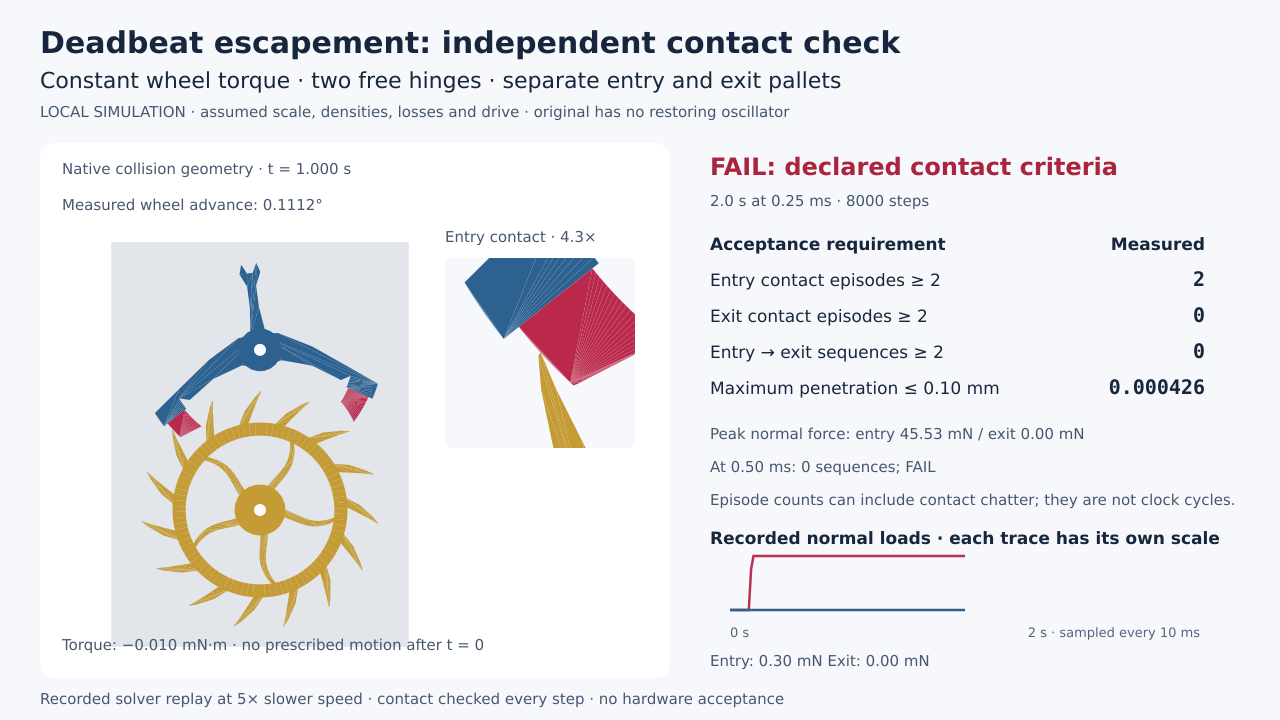 Deadbeat escapement: independent contact check
Constant wheel torque · two free hinges · separate entry and exit pallets
LOCAL SIMULATION · assumed scale, densities, losses and drive · original has no restoring oscillator
Native collision geometry · t = 1.000 s
Measured wheel advance: 0.1112°
Entry contact · 4.3×
Torque: −0.010 mN·m · no prescribed motion after t = 0
FAIL: declared contact criteria
2.0 s at 0.25 ms · 8000 steps
Acceptance requirement Measured
Entry contact episodes ≥ 2 2
Exit contact episodes ≥ 2 0
Entry → exit sequences ≥ 2 0
Maximum penetration ≤ 0.10 mm 0.000426
Peak normal force: entry 45.53 mN / exit 0.00 mN
At 0.50 ms: 0 sequences; FAIL
Episode counts can include contact chatter; they are not clock cycles.
Recorded normal loads · each trace has its own scale
0 s 2 s · sampled every 10 ms
Entry: 0.30 mN Exit: 0.00 mN
Recorded solver replay at 5× slower speed · contact checked every step · no hardware acceptance